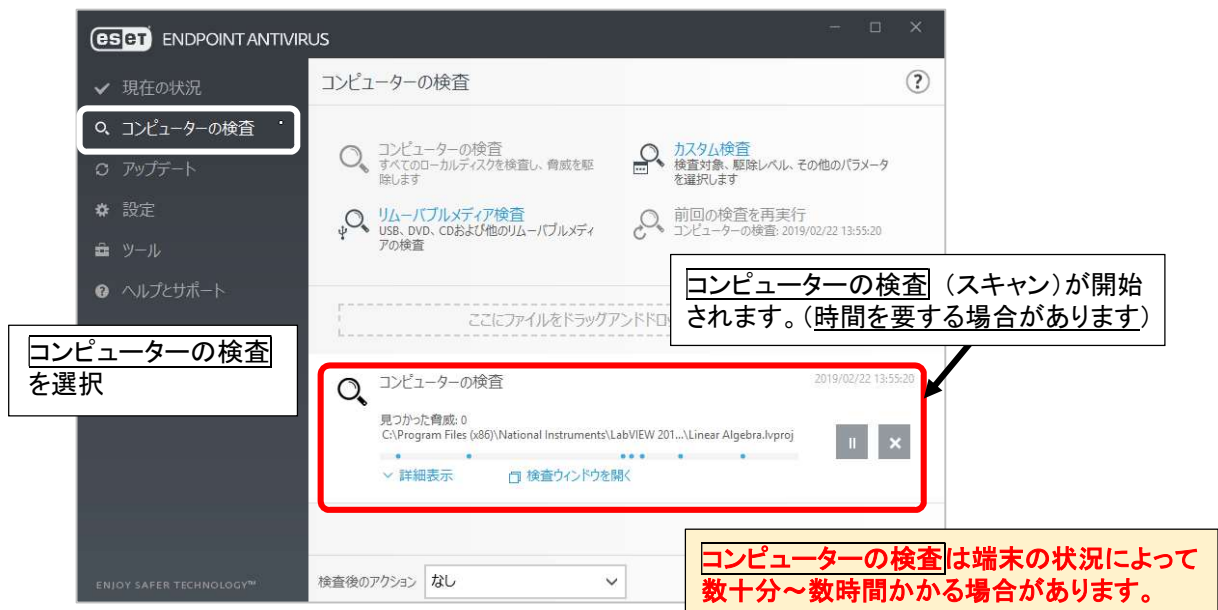 eset ENDPOINT ANTIVIRUS
現在の状況
コンピューターの検査
アップデート
設定
ツール
ヘルプとサポート
ENJOY SAFER TECHNOLOGY™
コンピューターの検査
?
コンピューターの検査
すべてのローカルディスクを検査し、脅威を駆
除します
カスタム検査
検査対象、駆除レベル、その他のパラメータ
を選択します
リムーバブルメディア検査
USB、DVD、CDおよび他のリムーバブルメディ
アの検査
前回の検査を再実行
コンピューターの検査: 2019/02/22 13:55:20
ここにファイルをドラッグアンドドロ
コンピューターの検査 （スキャン）が開始
されます。（時間を要する場合があります）
コンピューターの検査
を選択
コンピューターの検査
2019/02/22 13:55:20
見つかった脅威: 0
C:\Program Files (x86)\National Instruments\LabVIEW 201...\Linear Algebra.lvproj
詳細表示
検査ウィンドウを開く
検査後のアクション なし
コンピューターの検査は端末の状況によって
数十分～数時間かかる場合があります。